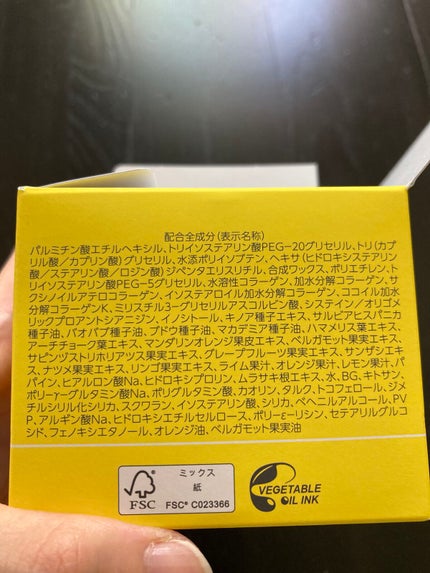 配合全成分(表示名称)
パルミチン酸エチルヘキシル、トリイソステアリン酸PEG-20グリセリル、トリ(カプ
リル酸/カプリン酸)グリセリル、水添ポリイソブテン、ヘキサ(ヒドロキシステアリン
酸/ステアリン酸/ロジン酸)ジペンタエリスリチル、合成ワックス、ポリエチレン、ト
リイソステアリン酸PEG-5グリセリル、水溶性コラーゲン、加水分解コラーゲン、サ
クシノイルアテロコラーゲン、イソステアロイル加水分解コラーゲン、ココイル加水
分解コラーゲンK、ミリスチル3-グリセリルアスコルビン酸、システイン/オリゴメ
リックプロアントシアニジン、イノシトール、キノア種子エキス、サルビアヒスパニカ
種子油、バオバブ種子油、ブドウ種子油、マカデミア種子油、ハマメリス葉エキス、
アーチチョーク葉エキス、マンダリンオレンジ果皮エキス、ベルガモット果実エキス、
サピンヅストリホリアツス果実エキス、グレープフルーツ果実エキス、サンザシエキ
ス、ナツメ果実エキス、リンゴ果実エキス、ライム果汁、オレンジ果汁、レモン果汁、パ
パイン、ヒアルロン酸Na、ヒドロキシプロリン、ムラサキ根エキス、水、BG、キトサン、
ポリ-γ-グルタミン酸Na、ポリグルタミン酸、カオリン、タルク、トコフェロール、ジメ
チルシリル化シリカ、スクワラン、イソステアリン酸、シリカ、ベヘニルアルコール、PV
P、アルギン酸Na、ヒドロキシエチルセルロース、ポリ-ε-リシン、セテアリルグルコ
シド、フェノキシエタノール、オレンジ油、ベルガモット果実油
FSC
ミックス
紙
FSC® C023366
VEGETABLE
OIL INK